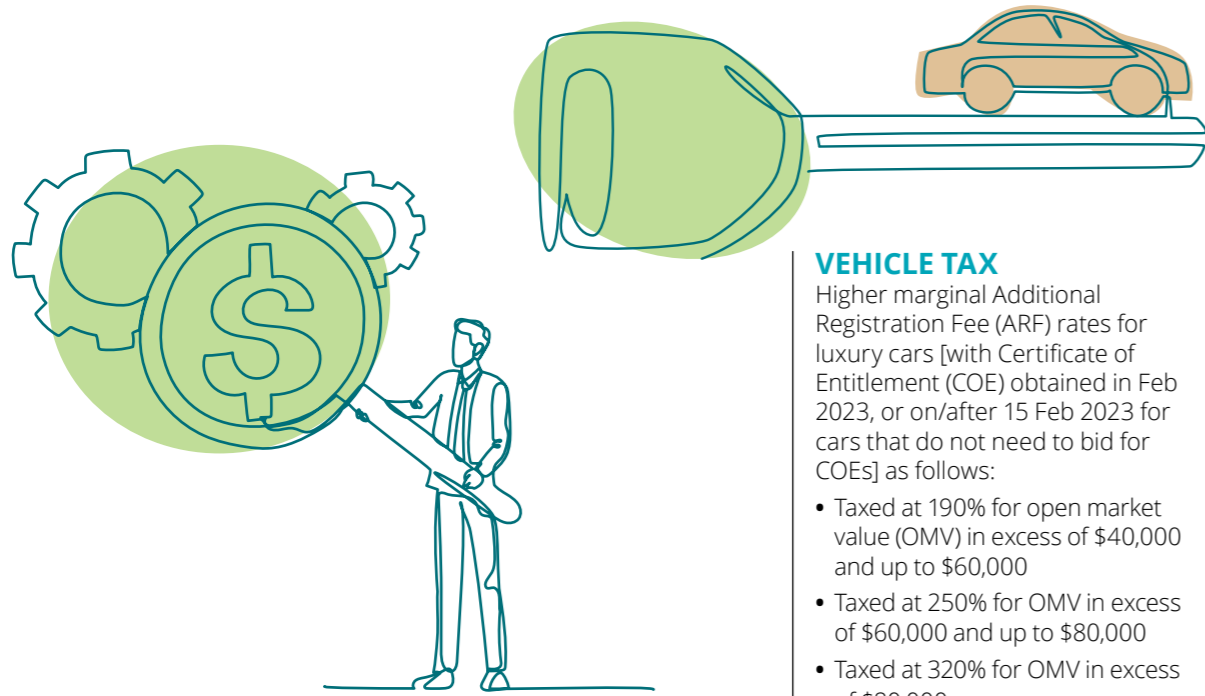 $
VEHICLE TAX
Higher marginal Additional
Registration Fee (ARF) rates for
luxury cars [with Certificate of
Entitlement (COE) obtained in Feb
2023, or on/after 15 Feb 2023 for
cars that do not need to bid for
COEs] as follows:
• Taxed at 190% for open market
value (OMV) in excess of $40,000
and up to $60,000
• Taxed at 250% for OMV in excess
of $60,000 and up to $80,000
• Taxed at 320% for OMV in excess
of $80,000